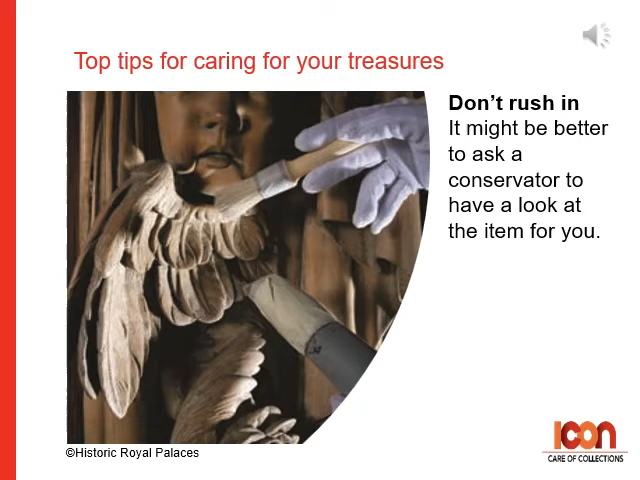 Top tips for caring for your treasures
Don’t rush in
It might be better
to ask a
conservator to
have a look at
the item for you.
©Historic Royal Palaces
Icon
CARE OF COLLECTIONS